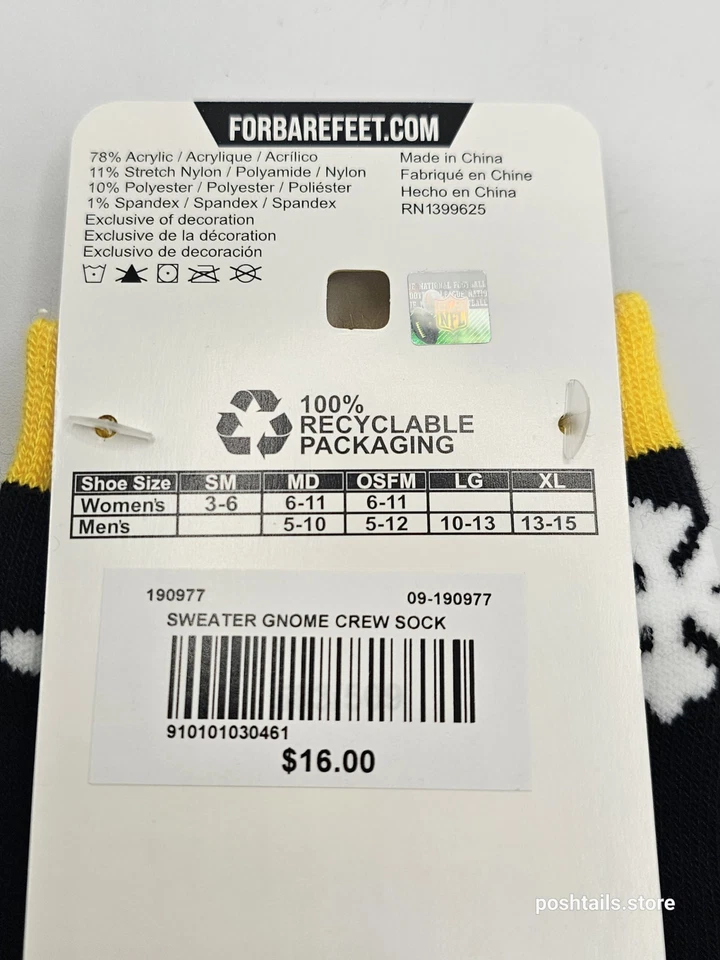 FORBAREFEET.COM
78% Acrylic / Acrylique / Acrílico
11% Stretch Nylon / Polyamide / Nylon
10% Polyester / Polyester / Poliéster
1% Spandex / Spandex / Spandex
Exclusive of decoration
Exclusive de la décoration
Exclusivo de decoración
Made in China
Fabriqué en Chine
Hecho en China
RN1399625
NFL
100%
RECYCLABLE
PACKAGING
Shoe Size SM MD OSFM LG XL
Women's 3-6 6-11 6-11
Men's 5-10 5-12 10-13 13-15
190977 09-190977
SWEATER GNOME CREW SOCK
910101030461
$16.00
poshtails.store